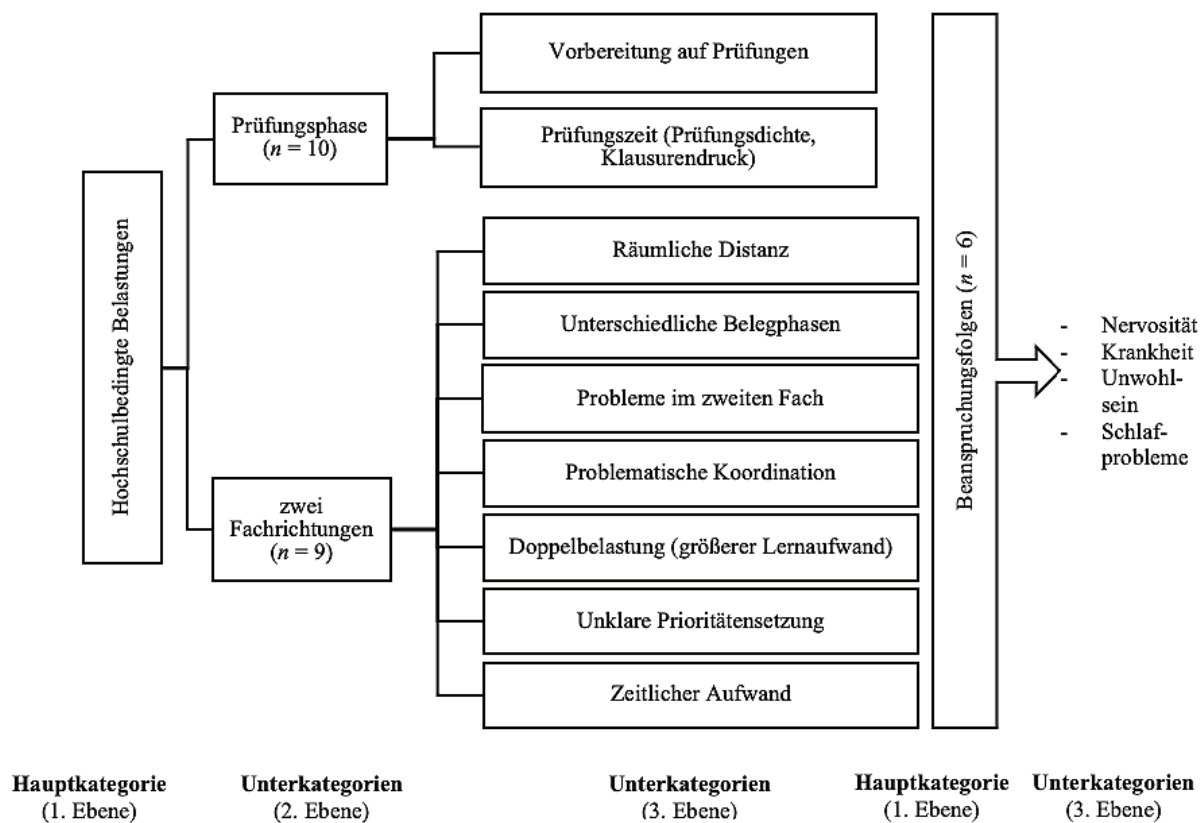 Hochschulbedingte Belastungen
Prüfungsphase
(n = 10)
Vorbereitung auf Prüfungen
Prüfungszeit (Prüfungsdichte,
Klausurendruck)
zwei
Fachrichtungen
(n = 9)
Räumliche Distanz
Unterschiedliche Belegphasen
Probleme im zweiten Fach
Problematische Koordination
Doppelbelastung (größerer Lernaufwand)
Unklare Prioritätensetzung
Zeitlicher Aufwand
Beanspruchungsfolgen (n = 6)
- Nervosität
- Krankheit
- Unwohl-
sein
- Schlaf-
probleme
Hauptkategorie
(1. Ebene)
Unterkategorien
(2. Ebene)
Unterkategorien
(3. Ebene)
Hauptkategorie
(1. Ebene)
Unterkategorien
(3. Ebene)